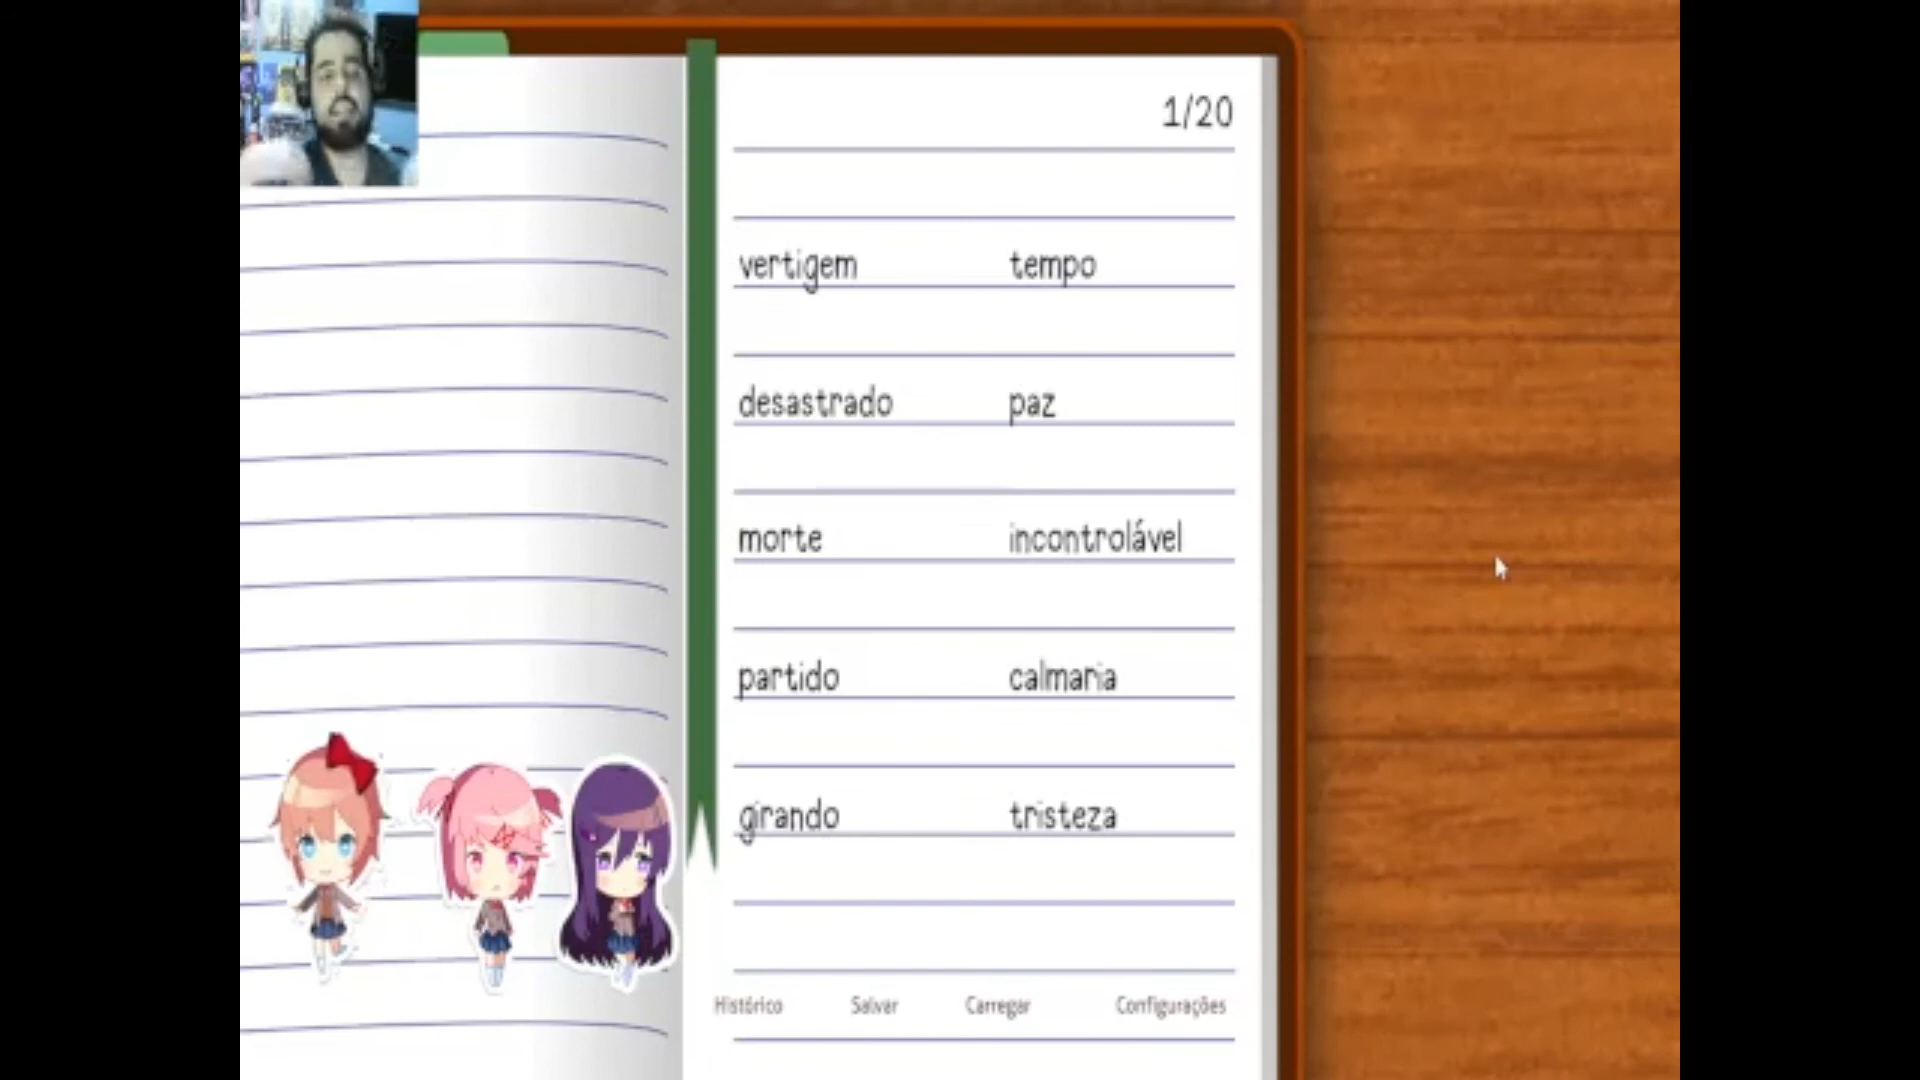 1/20
vertigem tempo
desastrado paz
morte incontrolável
partido calmaria
girando tristeza
Histórico Salvar Carregar Configurações